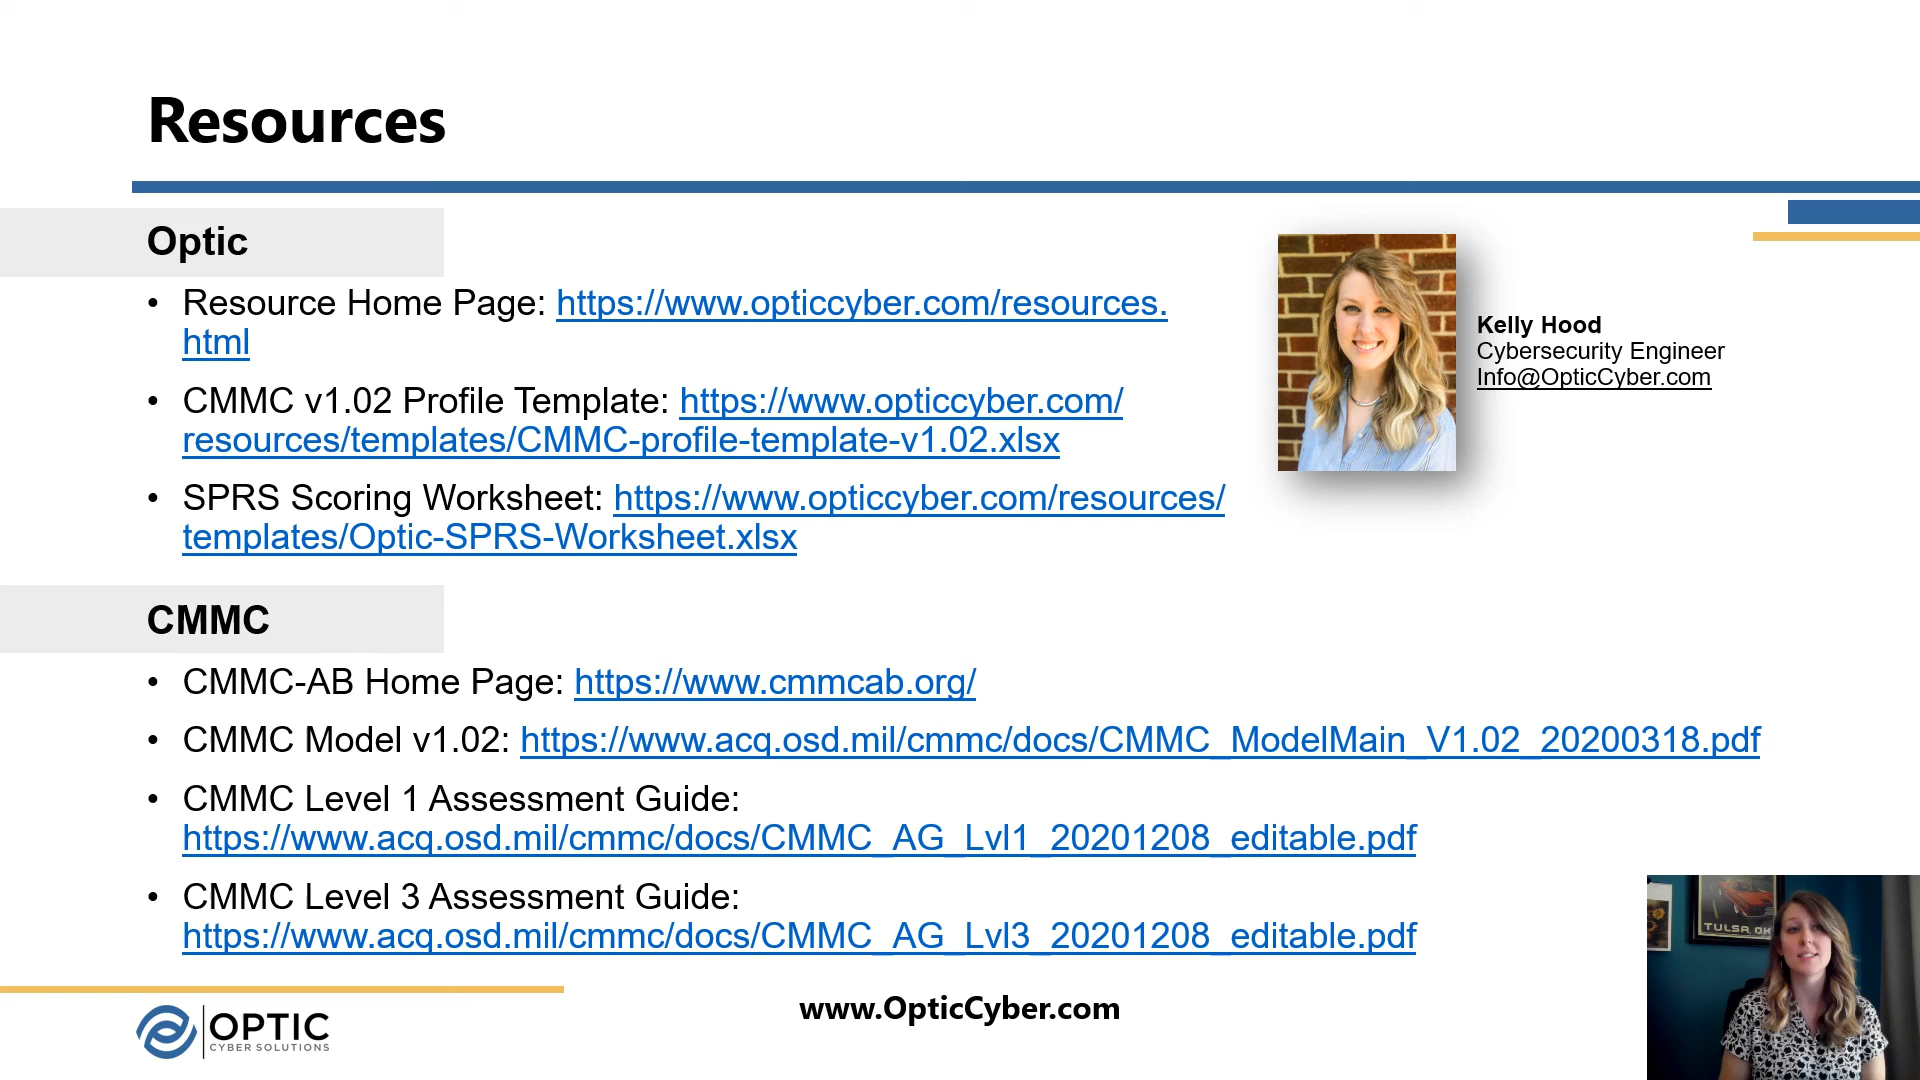 Resources
Optic
• Resource Home Page: https://www.opticcyber.com/resources.
html
• CMMC v1.02 Profile Template: https://www.opticcyber.com/
resources/templates/CMMC-profile-template-v1.02.xlsx
• SPRS Scoring Worksheet: https://www.opticcyber.com/resources/
templates/Optic-SPRS-Worksheet.xlsx
Kelly Hood
Cybersecurity Engineer
Info@OpticCyber.com
CMMC
• CMMC-AB Home Page: https://www.cmmcab.org/
• CMMC Model v1.02: https://www.acq.osd.mil/cmmc/docs/CMMC_ModelMain_V1.02_20200318.pdf
• CMMC Level 1 Assessment Guide:
https://www.acq.osd.mil/cmmc/docs/CMMC_AG_Lvl1_20201208_editable.pdf
• CMMC Level 3 Assessment Guide:
https://www.acq.osd.mil/cmmc/docs/CMMC_AG_Lvl3_20201208_editable.pdf
TULSA, OK
OPTIC
CYBER SOLUTIONS
www.OpticCyber.com